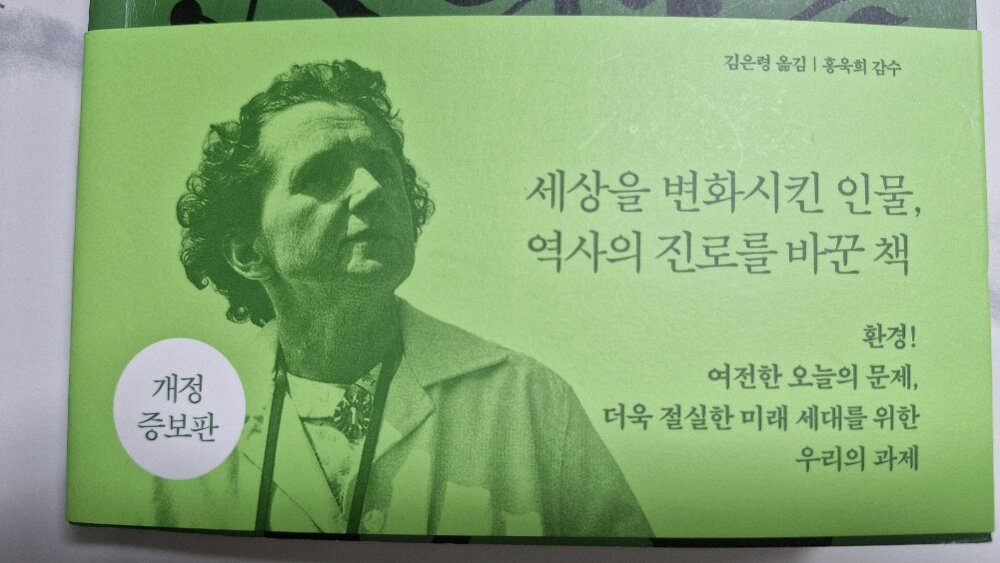 김은령 옮김 | 홍욱희 감수
세상을 변화시킨 인물,
역사의 진로를 바꾼 책
환경!
여전한 오늘의 문제,
더욱 절실한 미래 세대를 위한
우리의 과제
개정
증보판